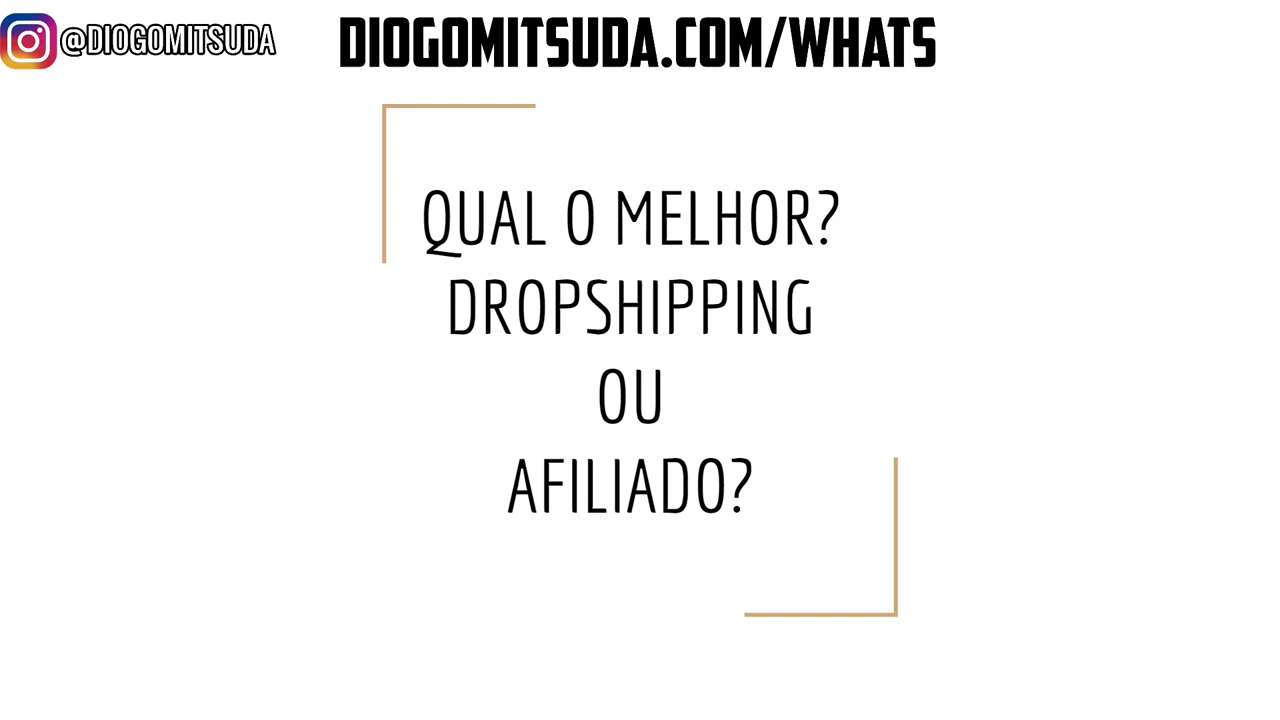 @DIOGOMITSUDA
DIOGOMITSUDA.COM/WHATS
QUAL O MELHOR?
DROPSHIPPING
OU
AFILIADO?